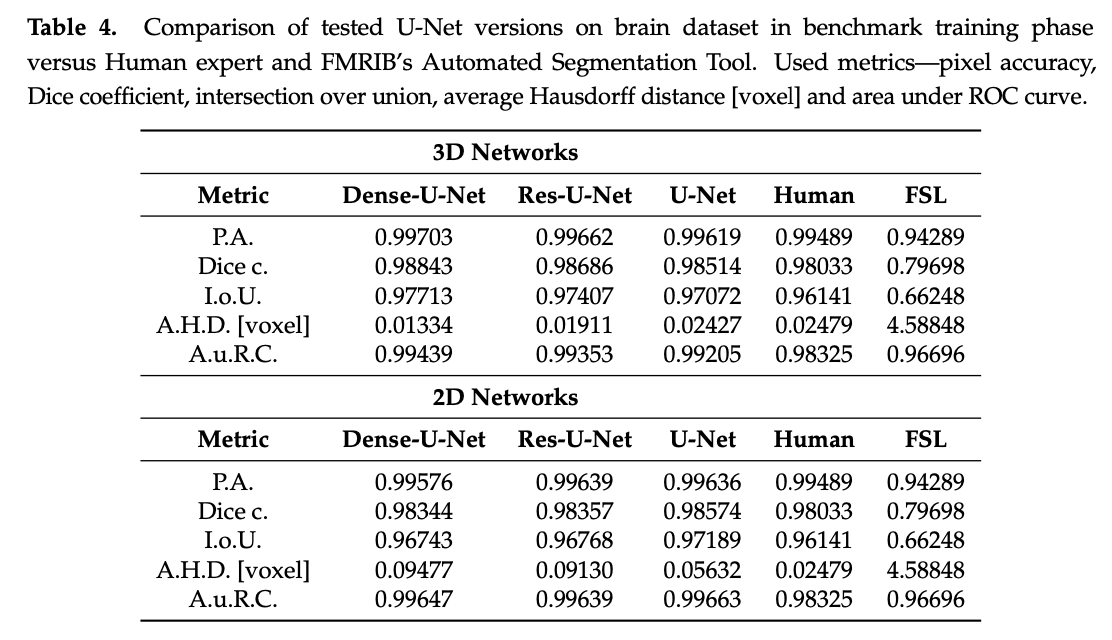 Table 4. Comparison of tested U-Net versions on brain dataset in benchmark training phase
versus Human expert and FMRIB's Automated Segmentation Tool. Used metrics—pixel accuracy,
Dice coefficient, intersection over union, average Hausdorff distance [voxel] and area under ROC curve.
3D Networks
Metric Dense-U-Net Res-U-Net U-Net Human FSL
P.A. 0.99703 0.99662 0.99619 0.99489 0.94289
Dice c. 0.98843 0.98686 0.98514 0.98033 0.79698
I.o.U. 0.97713 0.97407 0.97072 0.96141 0.66248
A.H.D. [voxel] 0.01334 0.01911 0.02427 0.02479 4.58848
A.u.R.C. 0.99439 0.99353 0.99205 0.98325 0.96696
2D Networks
Metric Dense-U-Net Res-U-Net U-Net Human FSL
P.A. 0.99576 0.99639 0.99636 0.99489 0.94289
Dice c. 0.98344 0.98357 0.98574 0.98033 0.79698
I.o.U. 0.96743 0.96768 0.97189 0.96141 0.66248
A.H.D. [voxel] 0.09477 0.09130 0.05632 0.02479 4.58848
A.u.R.C. 0.99647 0.99639 0.99663 0.98325 0.96696